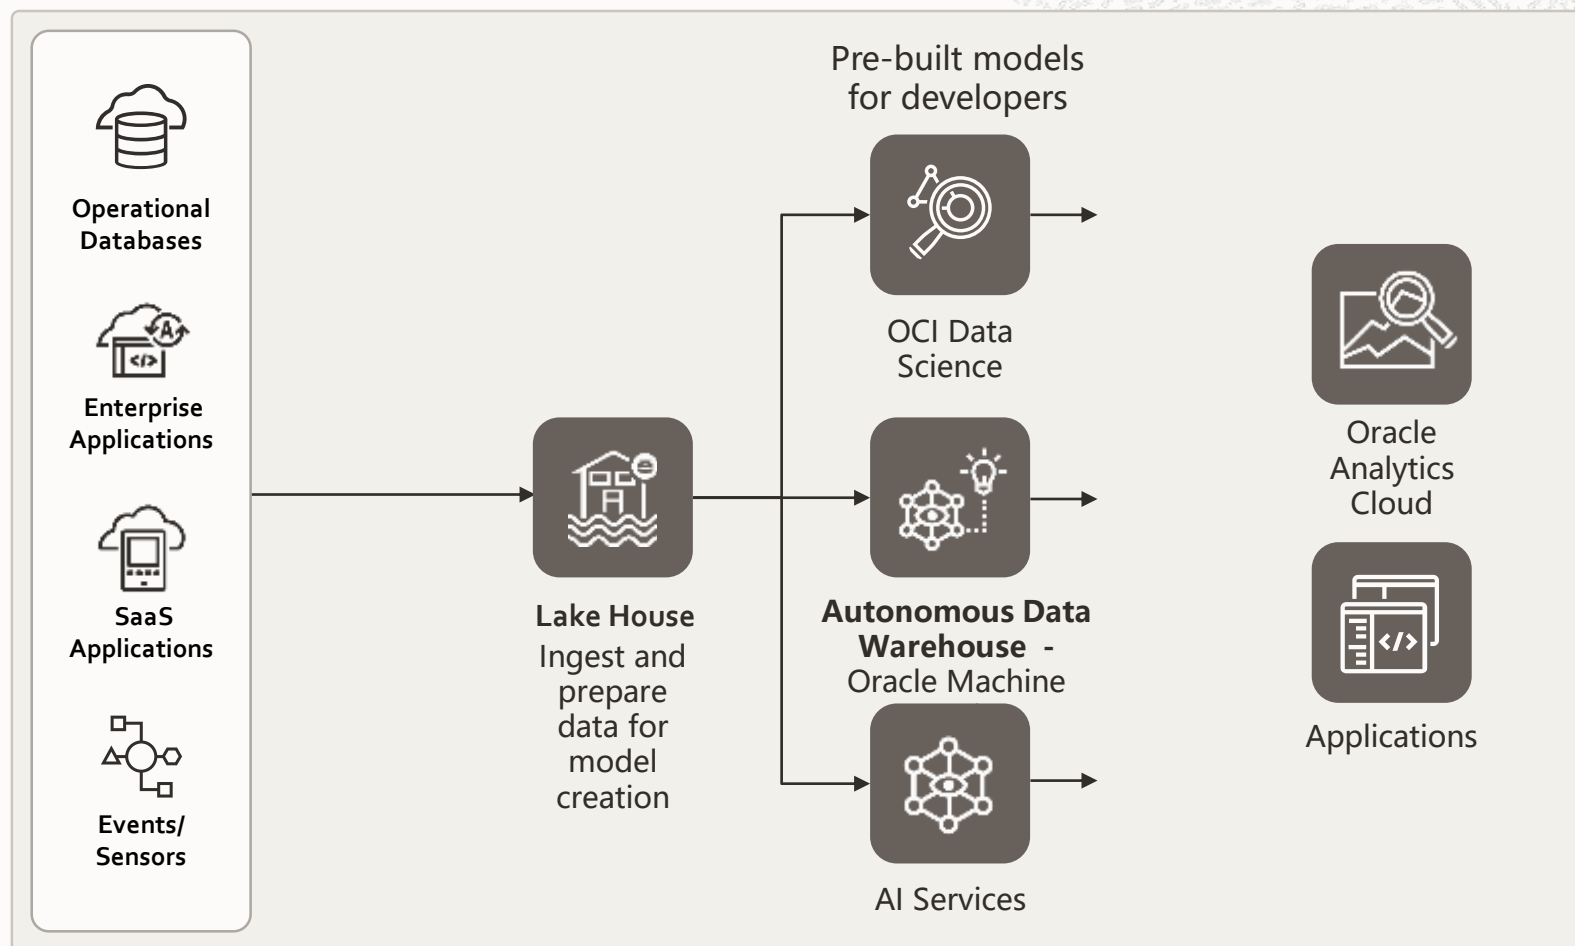 Operational
Databases
Enterprise
Applications
SaaS
Applications
Events/
Sensors
Lake House
Ingest and
prepare
data for
model
creation
Pre-built models
for developers
OCI Data
Science
Autonomous Data
Warehouse -
Oracle Machine
AI Services
Oracle
Analytics
Cloud
Applications